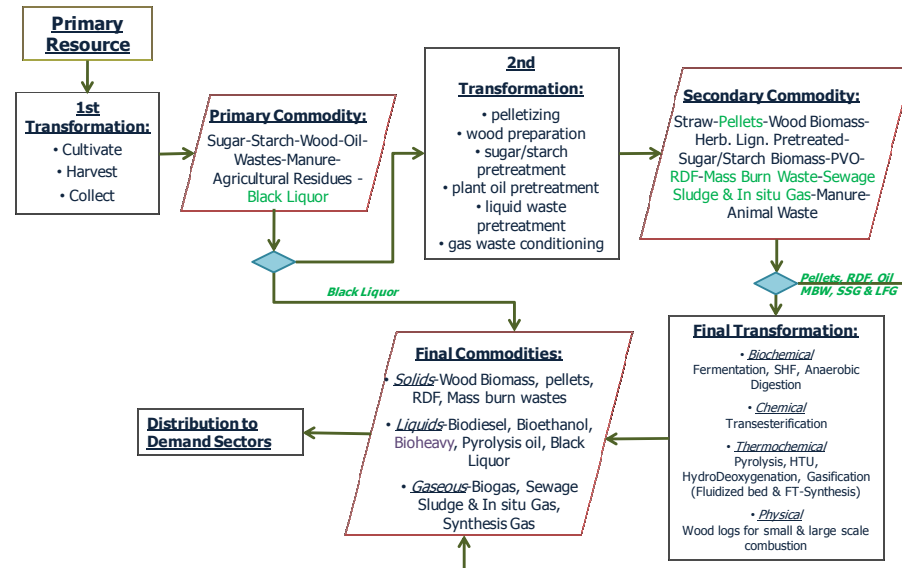 Primary
Resource
1st
Transformation:
• Cultivate
• Harvest
• Collect
Primary Commodity:
Sugar-Starch-Wood-Oil-
Wastes-Manure-
Agricultural Residues -
Black Liquor
2nd
Transformation:
• pelletizing
• wood preparation
• sugar/starch
pretreatment
• plant oil pretreatment
• liquid waste
pretreatment
• gas waste conditioning
Secondary Commodity:
Straw-Pellets-Wood Biomass-
Herb. Lign. Pretreated-
Sugar/Starch Biomass-PVO-
RDF-Mass Burn Waste-Sewage
Sludge & In situ Gas-Manure-
Animal Waste
Black Liquor
Pellets, RDF, Oil
MBW, SSG & LFG
Final Transformation:
• Biochemical
Fermentation, SHF, Anaerobic
Digestion
• Chemical
Transesterification
• Thermochemical
Pyrolysis, HTU,
HydroDeoxygenation, Gasification
(Fluidized bed & FT-Synthesis)
• Physical
Wood logs for small & large scale
combustion
Final Commodities:
• Solids-Wood Biomass, pellets,
RDF, Mass burn wastes
• Liquids-Biodiesel, Bioethanol,
Bioheavy, Pyrolysis oil, Black
Liquor
• Gaseous-Biogas, Sewage
Sludge & In situ Gas,
Synthesis Gas
Distribution to
Demand Sectors